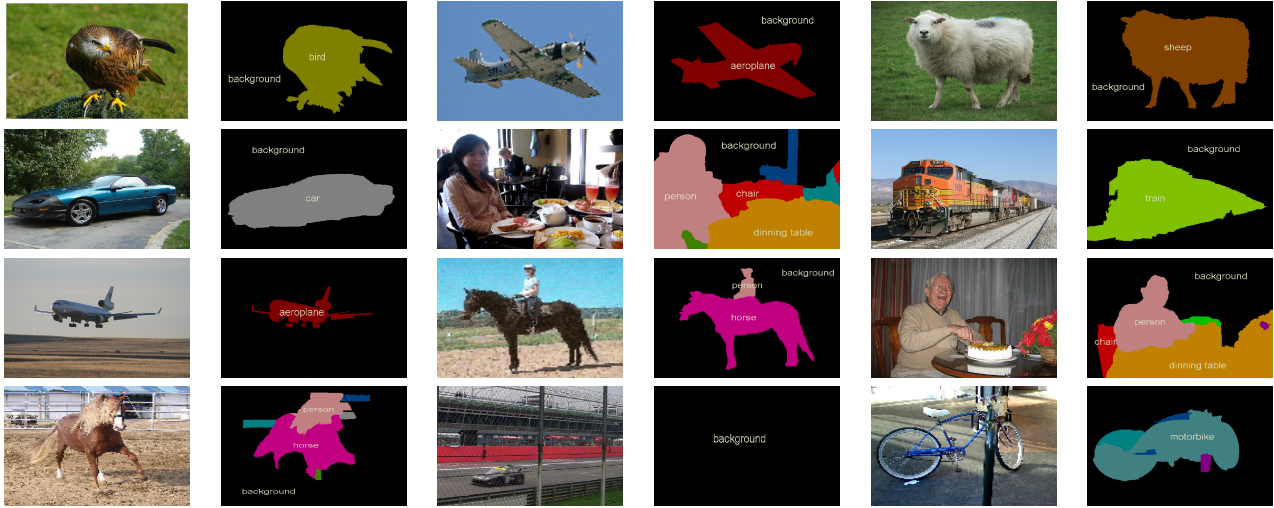 bird
background
background
aeroplane
sheep
background
background
car
background
person
chair
dinning table
background
train
aeroplane
background
person
horse
background
person
chair
dinning table
person
horse
background
background
motorbike